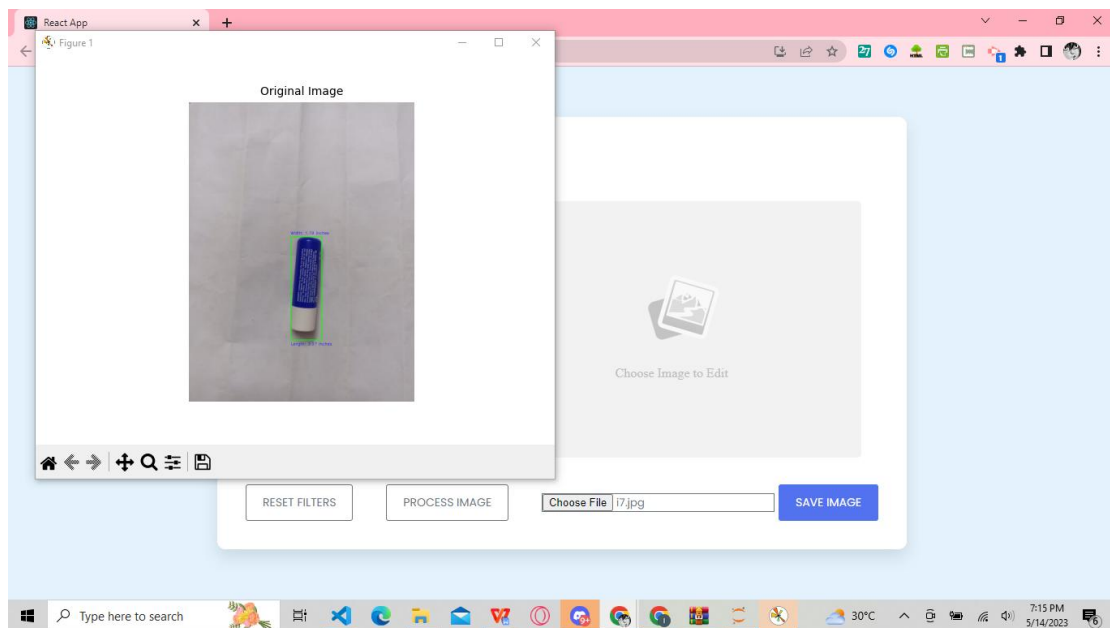 React App
Figure 1
Original Image
Choose Image to Edit
RESET FILTERS
PROCESS IMAGE
Choose File i7.jpg
SAVE IMAGE
Type here to search
30°C
7:15 PM
5/14/2023